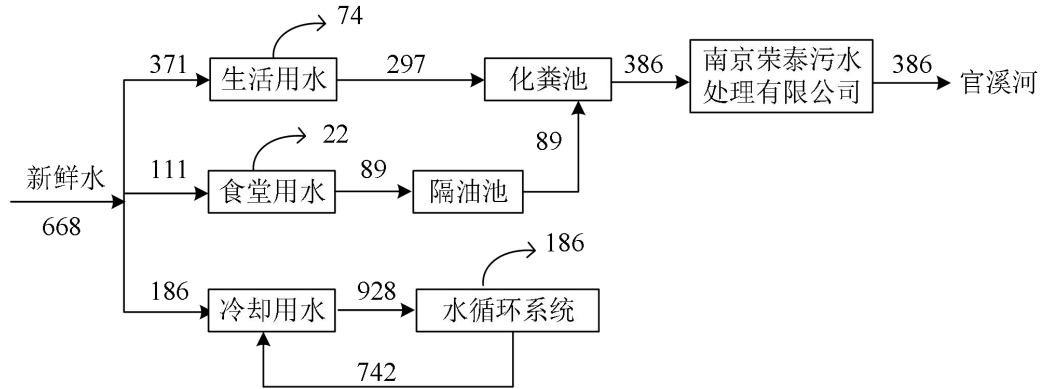 74
371
生活用水
297
化粪池
386
南京荣泰污水
处理有限公司
386
官溪河
22
89
新鲜水
668
111
食堂用水
89
隔油池
186
186
冷却用水
928
水循环系统
742